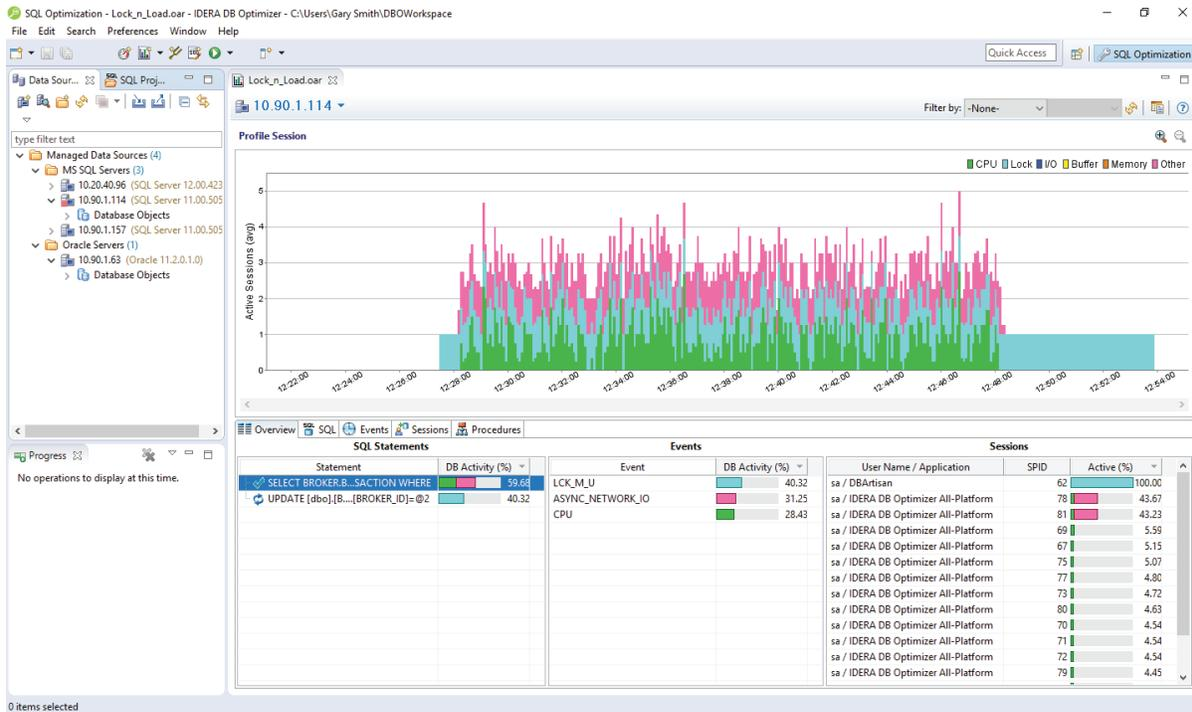 SQL Optimization - Lock_n_Load.oar - IDERA DB Optimizer - C:\Users\Gary Smith\DBOWorkspace
File Edit Search Preferences Window Help
Quick Access
SQL Optimization
Data Sour...
SQL Proj...
Lock_n_Load.oar
10.90.1.114
Filter by: -None-
type filter text
Managed Data Sources (4)
MS SQL Servers (3)
10.20.40.96 (SQL Server 12.00.423
10.90.1.114 (SQL Server 11.00.505
Database Objects
10.90.1.157 (SQL Server 11.00.505
Oracle Servers (1)
10.90.1.63 (Oracle 11.2.0.1.0)
Database Objects
Progress
No operations to display at this time.
Profile Session
CPU Lock I/O Buffer Memory Other
Active Sessions (avg)
5
4
3
2
1
0
12:22:00 12:24:00 12:26:00 12:28:00 12:30:00 12:32:00 12:34:00 12:36:00 12:38:00 12:40:00 12:42:00 12:44:00 12:46:00 12:48:00 12:50:00 12:52:00 12:54:00
Overview SQL Events Sessions Procedures
SQL Statements
Statement DB Activity (%)
SELECT BROKER.B...SACTION WHERE 59.68
UPDATE [dbo].[B....[BROKER_ID]=@2 40.32
Events
Event DB Activity (%)
LCK_M_U 40.32
ASYNC_NETWORK_IO 31.25
CPU 28.43
Sessions
User Name / Application SPID Active (%)
sa / DBArtisan 62 100.00
sa / IDERA DB Optimizer All-Platform 78 43.67
sa / IDERA DB Optimizer All-Platform 81 43.23
sa / IDERA DB Optimizer All-Platform 69 5.59
sa / IDERA DB Optimizer All-Platform 67 5.15
sa / IDERA DB Optimizer All-Platform 75 5.07
sa / IDERA DB Optimizer All-Platform 77 4.80
sa / IDERA DB Optimizer All-Platform 73 4.72
sa / IDERA DB Optimizer All-Platform 80 4.63
sa / IDERA DB Optimizer All-Platform 70 4.54
sa / IDERA DB Optimizer All-Platform 71 4.54
sa / IDERA DB Optimizer All-Platform 72 4.54
sa / IDERA DB Optimizer All-Platform 79 4.45
0 items selected